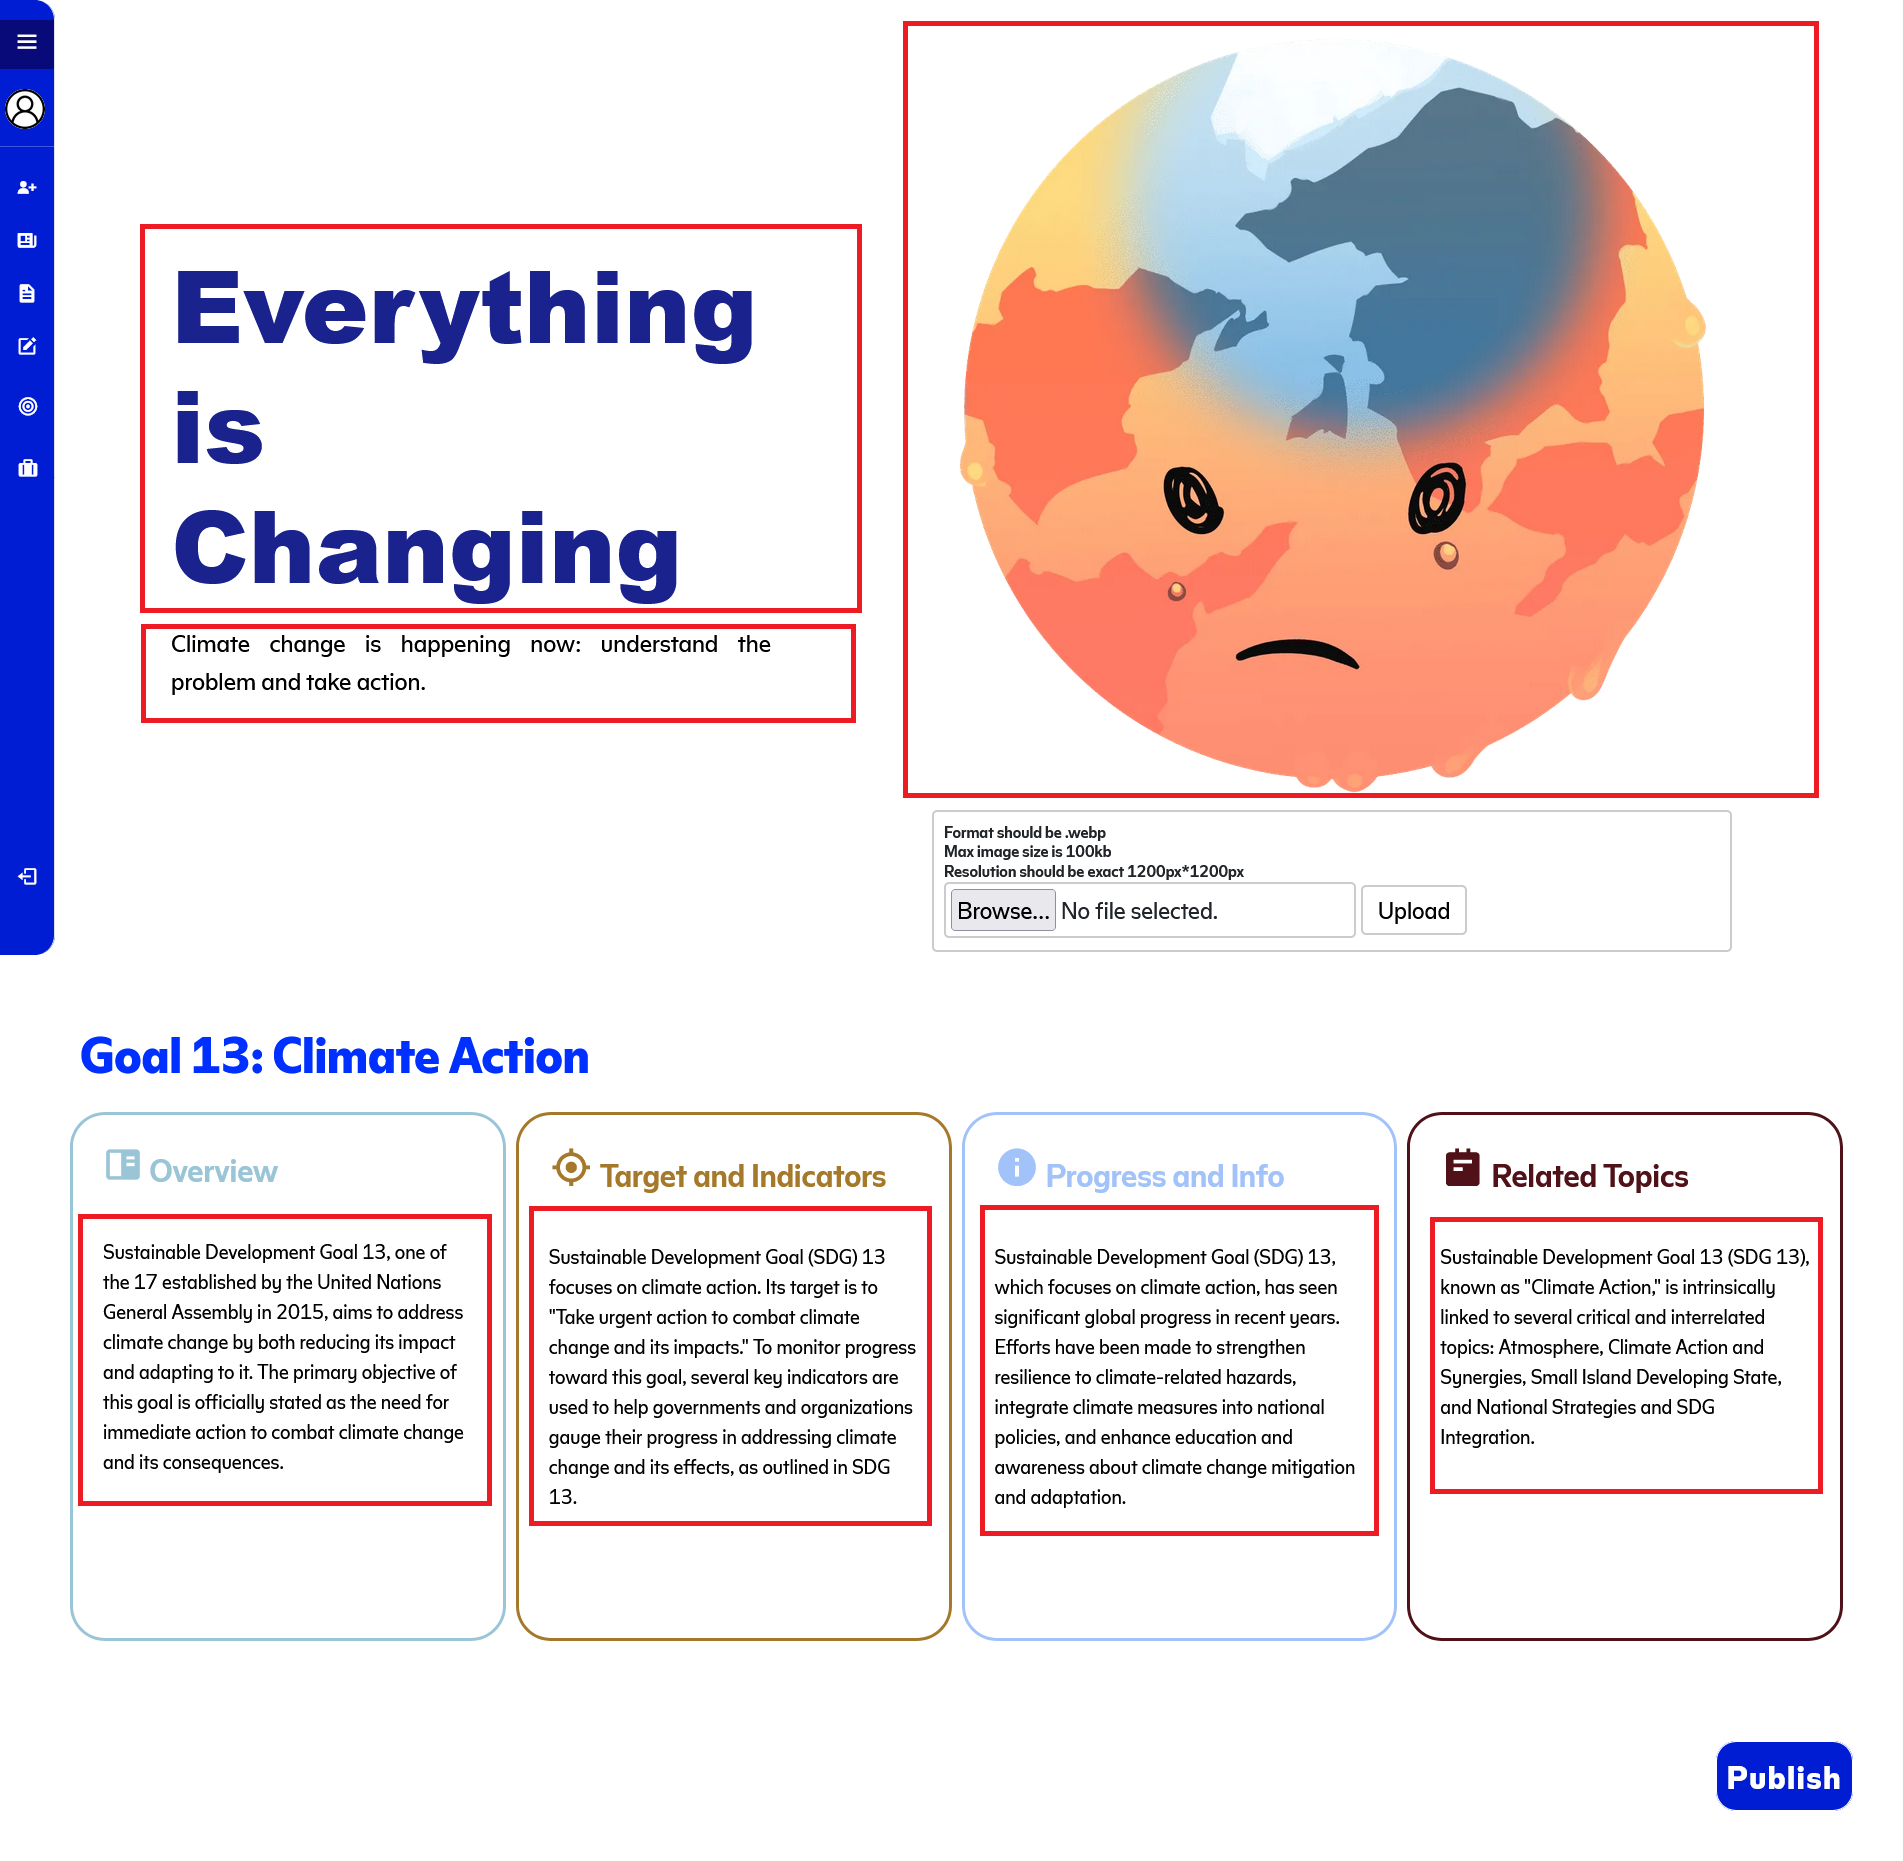 Everything
is
Changing
Climate change is happening now: understand the
problem and take action.
Format should be .webp
Max image size is 100kb
Resolution should be exact 1200px*1200px
Browse... No file selected. Upload
Goal 13: Climate Action
Overview
Sustainable Development Goal 13, one of
the 17 established by the United Nations
General Assembly in 2015, aims to address
climate change by both reducing its impact
and adapting to it. The primary objective of
this goal is officially stated as the need for
immediate action to combat climate change
and its consequences.
Target and Indicators
Sustainable Development Goal (SDG) 13
focuses on climate action. Its target is to
"Take urgent action to combat climate
change and its impacts." To monitor progress
toward this goal, several key indicators are
used to help governments and organizations
gauge their progress in addressing climate
change and its effects, as outlined in SDG
13.
Progress and Info
Sustainable Development Goal (SDG) 13,
which focuses on climate action, has seen
significant global progress in recent years.
Efforts have been made to strengthen
resilience to climate-related hazards,
integrate climate measures into national
policies, and enhance education and
awareness about climate change mitigation
and adaptation.
Related Topics
Sustainable Development Goal 13 (SDG 13),
known as "Climate Action," is intrinsically
linked to several critical and interrelated
topics: Atmosphere, Climate Action and
Synergies, Small Island Developing State,
and National Strategies and SDG
Integration.
Publish